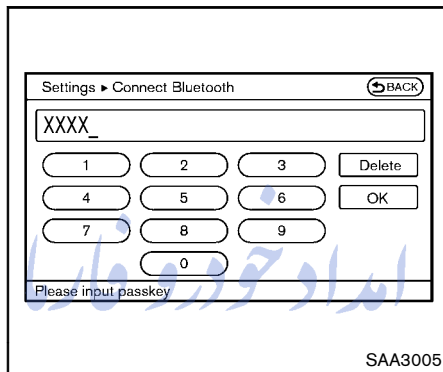 Settings ▸ Connect Bluetooth
BACK
XXXX_
1 2 3 Delete
4 5 6 OK
7 8 9
0
امداد خودرو فارسا
Please input passkey
SAA3005